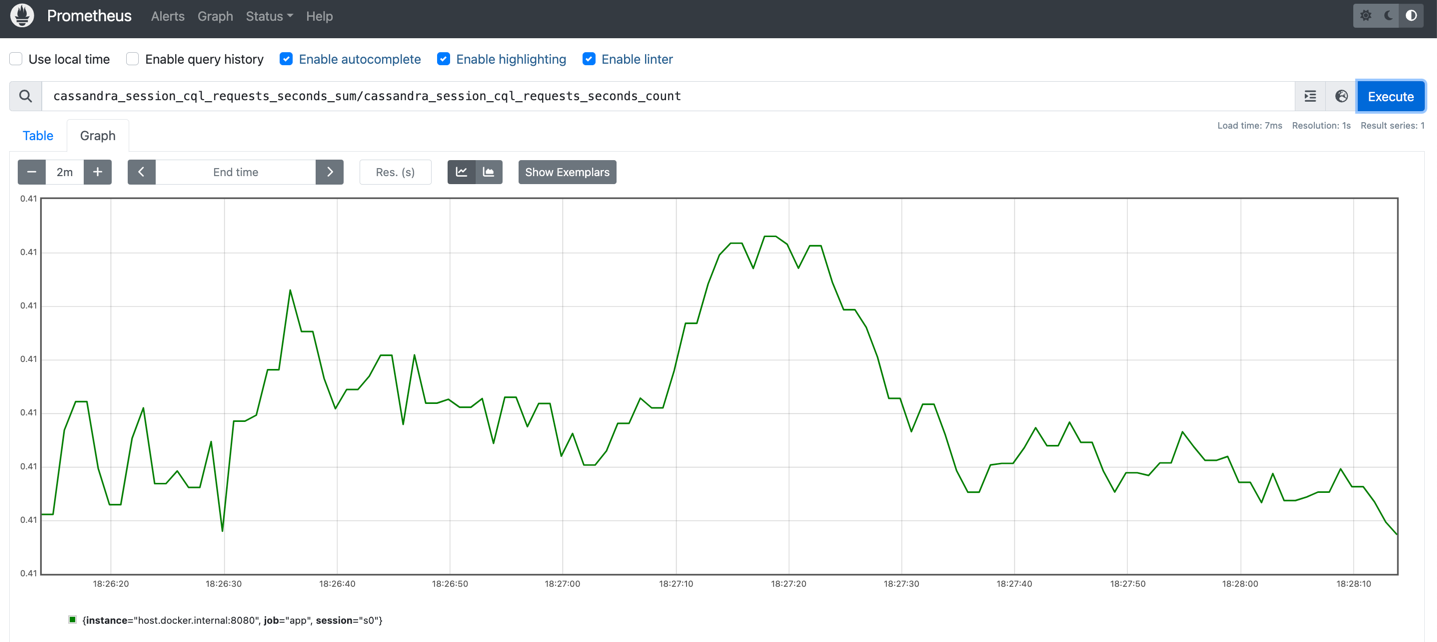 Prometheus Alerts Graph Status Help
Use local time Enable query history Enable autocomplete Enable highlighting Enable linter
cassandra_session_cql_requests_seconds_sum/cassandra_session_cql_requests_seconds_count Execute
Load time: 7ms Resolution: 1s Result series: 1
Table Graph
2m End time Res. (s) Show Exemplars
0.41
0.41
0.41
0.41
0.41
0.41
0.41
0.41
18:26:20 18:26:30 18:26:40 18:26:50 18:27:00 18:27:10 18:27:20 18:27:30 18:27:40 18:27:50 18:28:00 18:28:10
{instance="host.docker.internal:8080", job="app", session="s0"}